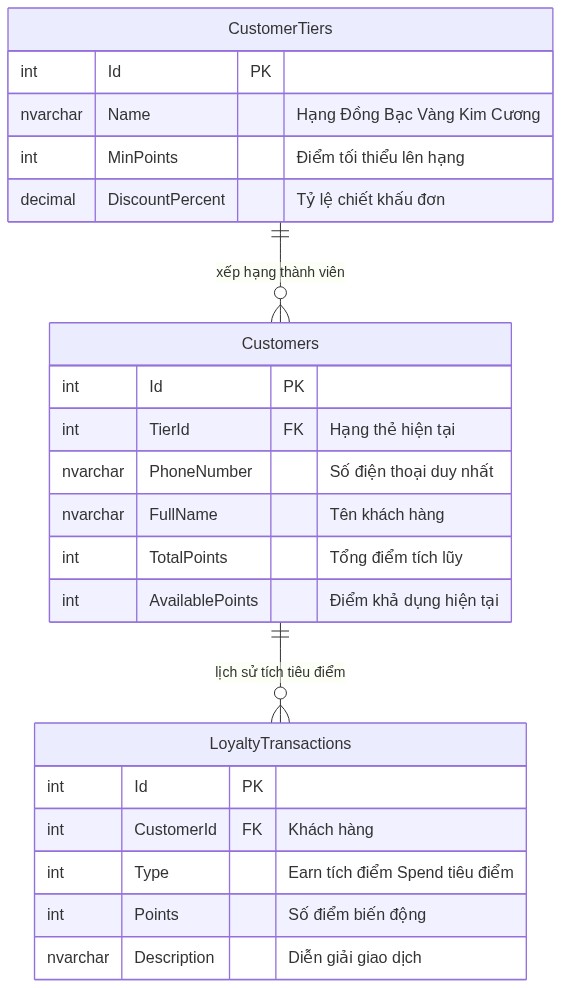 CustomerTiers
int Id PK
nvarchar Name Hạng Đồng Bạc Vàng Kim Cương
int MinPoints Điểm tối thiểu lên hạng
decimal DiscountPercent Tỷ lệ chiết khấu đơn
xếp hạng thành viên
Customers
int Id PK
int TierId FK Hạng thẻ hiện tại
nvarchar PhoneNumber Số điện thoại duy nhất
nvarchar FullName Tên khách hàng
int TotalPoints Tổng điểm tích lũy
int AvailablePoints Điểm khả dụng hiện tại
lịch sử tích tiêu điểm
LoyaltyTransactions
int Id PK
int CustomerId FK Khách hàng
int Type Earn tích điểm Spend tiêu điểm
int Points Số điểm biến động
nvarchar Description Diễn giải giao dịch